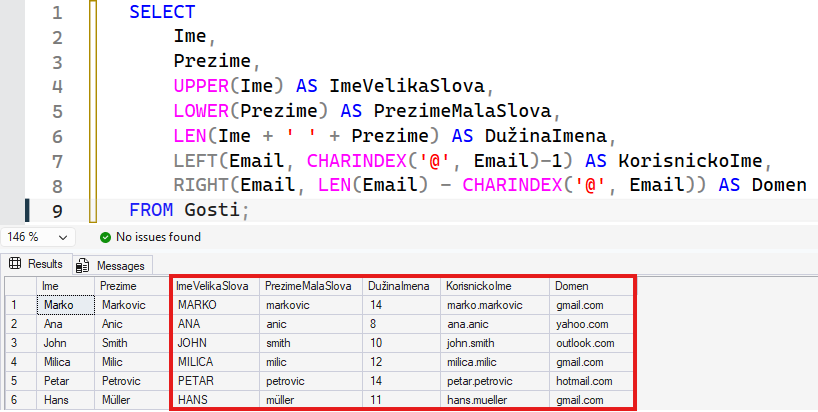 1 SELECT
2 Ime,
3 Prezime,
4 UPPER(Ime) AS ImeVelikaSlova,
5 LOWER(Prezime) AS PrezimeMalaSlova,
6 LEN(Ime + ' ' + Prezime) AS DužinaImena,
7 LEFT(Email, CHARINDEX('@', Email)-1) AS KorisnickoIme,
8 RIGHT(Email, LEN(Email) - CHARINDEX('@', Email)) AS Domen
9 FROM Gosti;
146 % No issues found
Results Messages
Ime Prezime ImeVelikaSlova PrezimeMalaSlova DužinaImena KorisnickoIme Domen
1 Marko Markovic MARKO markovic 14 marko.markovic gmail.com
2 Ana Anic ANA anic 8 ana.anic yahoo.com
3 John Smith JOHN smith 10 john.smith outlook.com
4 Milica Milic MILICA milic 12 milica.milic gmail.com
5 Petar Petrovic PETAR petrovic 14 petar.petrovic hotmail.com
6 Hans Müller HANS müller 11 hans.mueller gmail.com